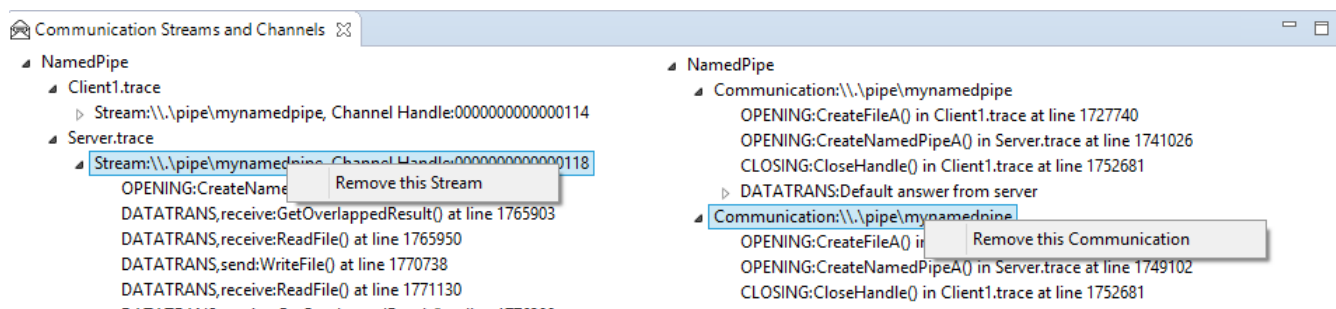 Communication Streams and Channels
NamedPipe
Client1.trace
Stream:\\.\pipe\mynamedpipe, Channel Handle:0000000000000114
Server.trace
Stream:\\.\pipe\mynamednine, Channel Handle:0000000000000118
Remove this Stream
OPENING:CreateName
DATATRANS,receive:GetOverlappedResult() at line 1765903
DATATRANS,receive:ReadFile() at line 1765950
DATATRANS,send:WriteFile() at line 1770738
DATATRANS,receive:ReadFile() at line 1771130
NamedPipe
Communication:\\.\pipe\mynamedpipe
OPENING:CreateFileA() in Client1.trace at line 1727740
OPENING:CreateNamedPipeA() in Server.trace at line 1741026
CLOSING:CloseHandle() in Client1.trace at line 1752681
DATATRANS:Default answer from server
Communication:\\.\pipe\mynamednine
OPENING:CreateFileA() i
Remove this Communication
OPENING:CreateNamedPipeA() in Server.trace at line 1749102
CLOSING:CloseHandle() in Client1.trace at line 1752681